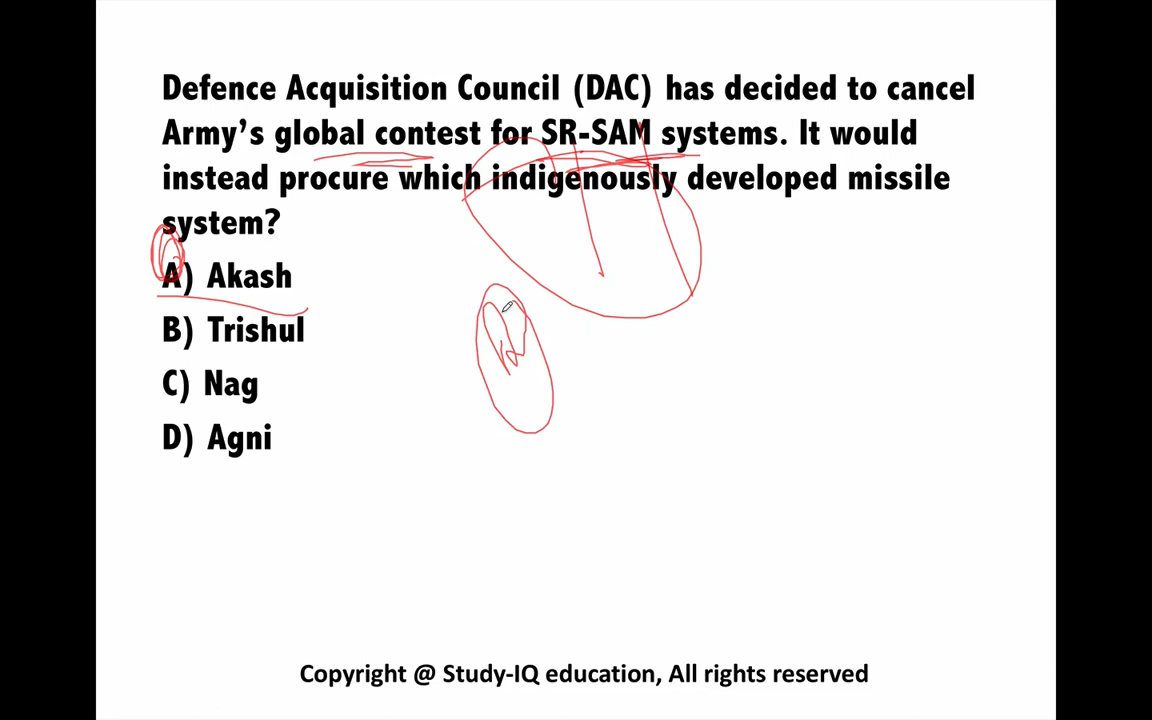 Defence Acquisition Council (DAC) has decided to cancel
Army's global contest for SR-SAM systems. It would
instead procure which indigenously developed missile
system?
A) Akash
B) Trishul
C) Nag
D) Agni
Copyright @ Study-IQ education, All rights reserved